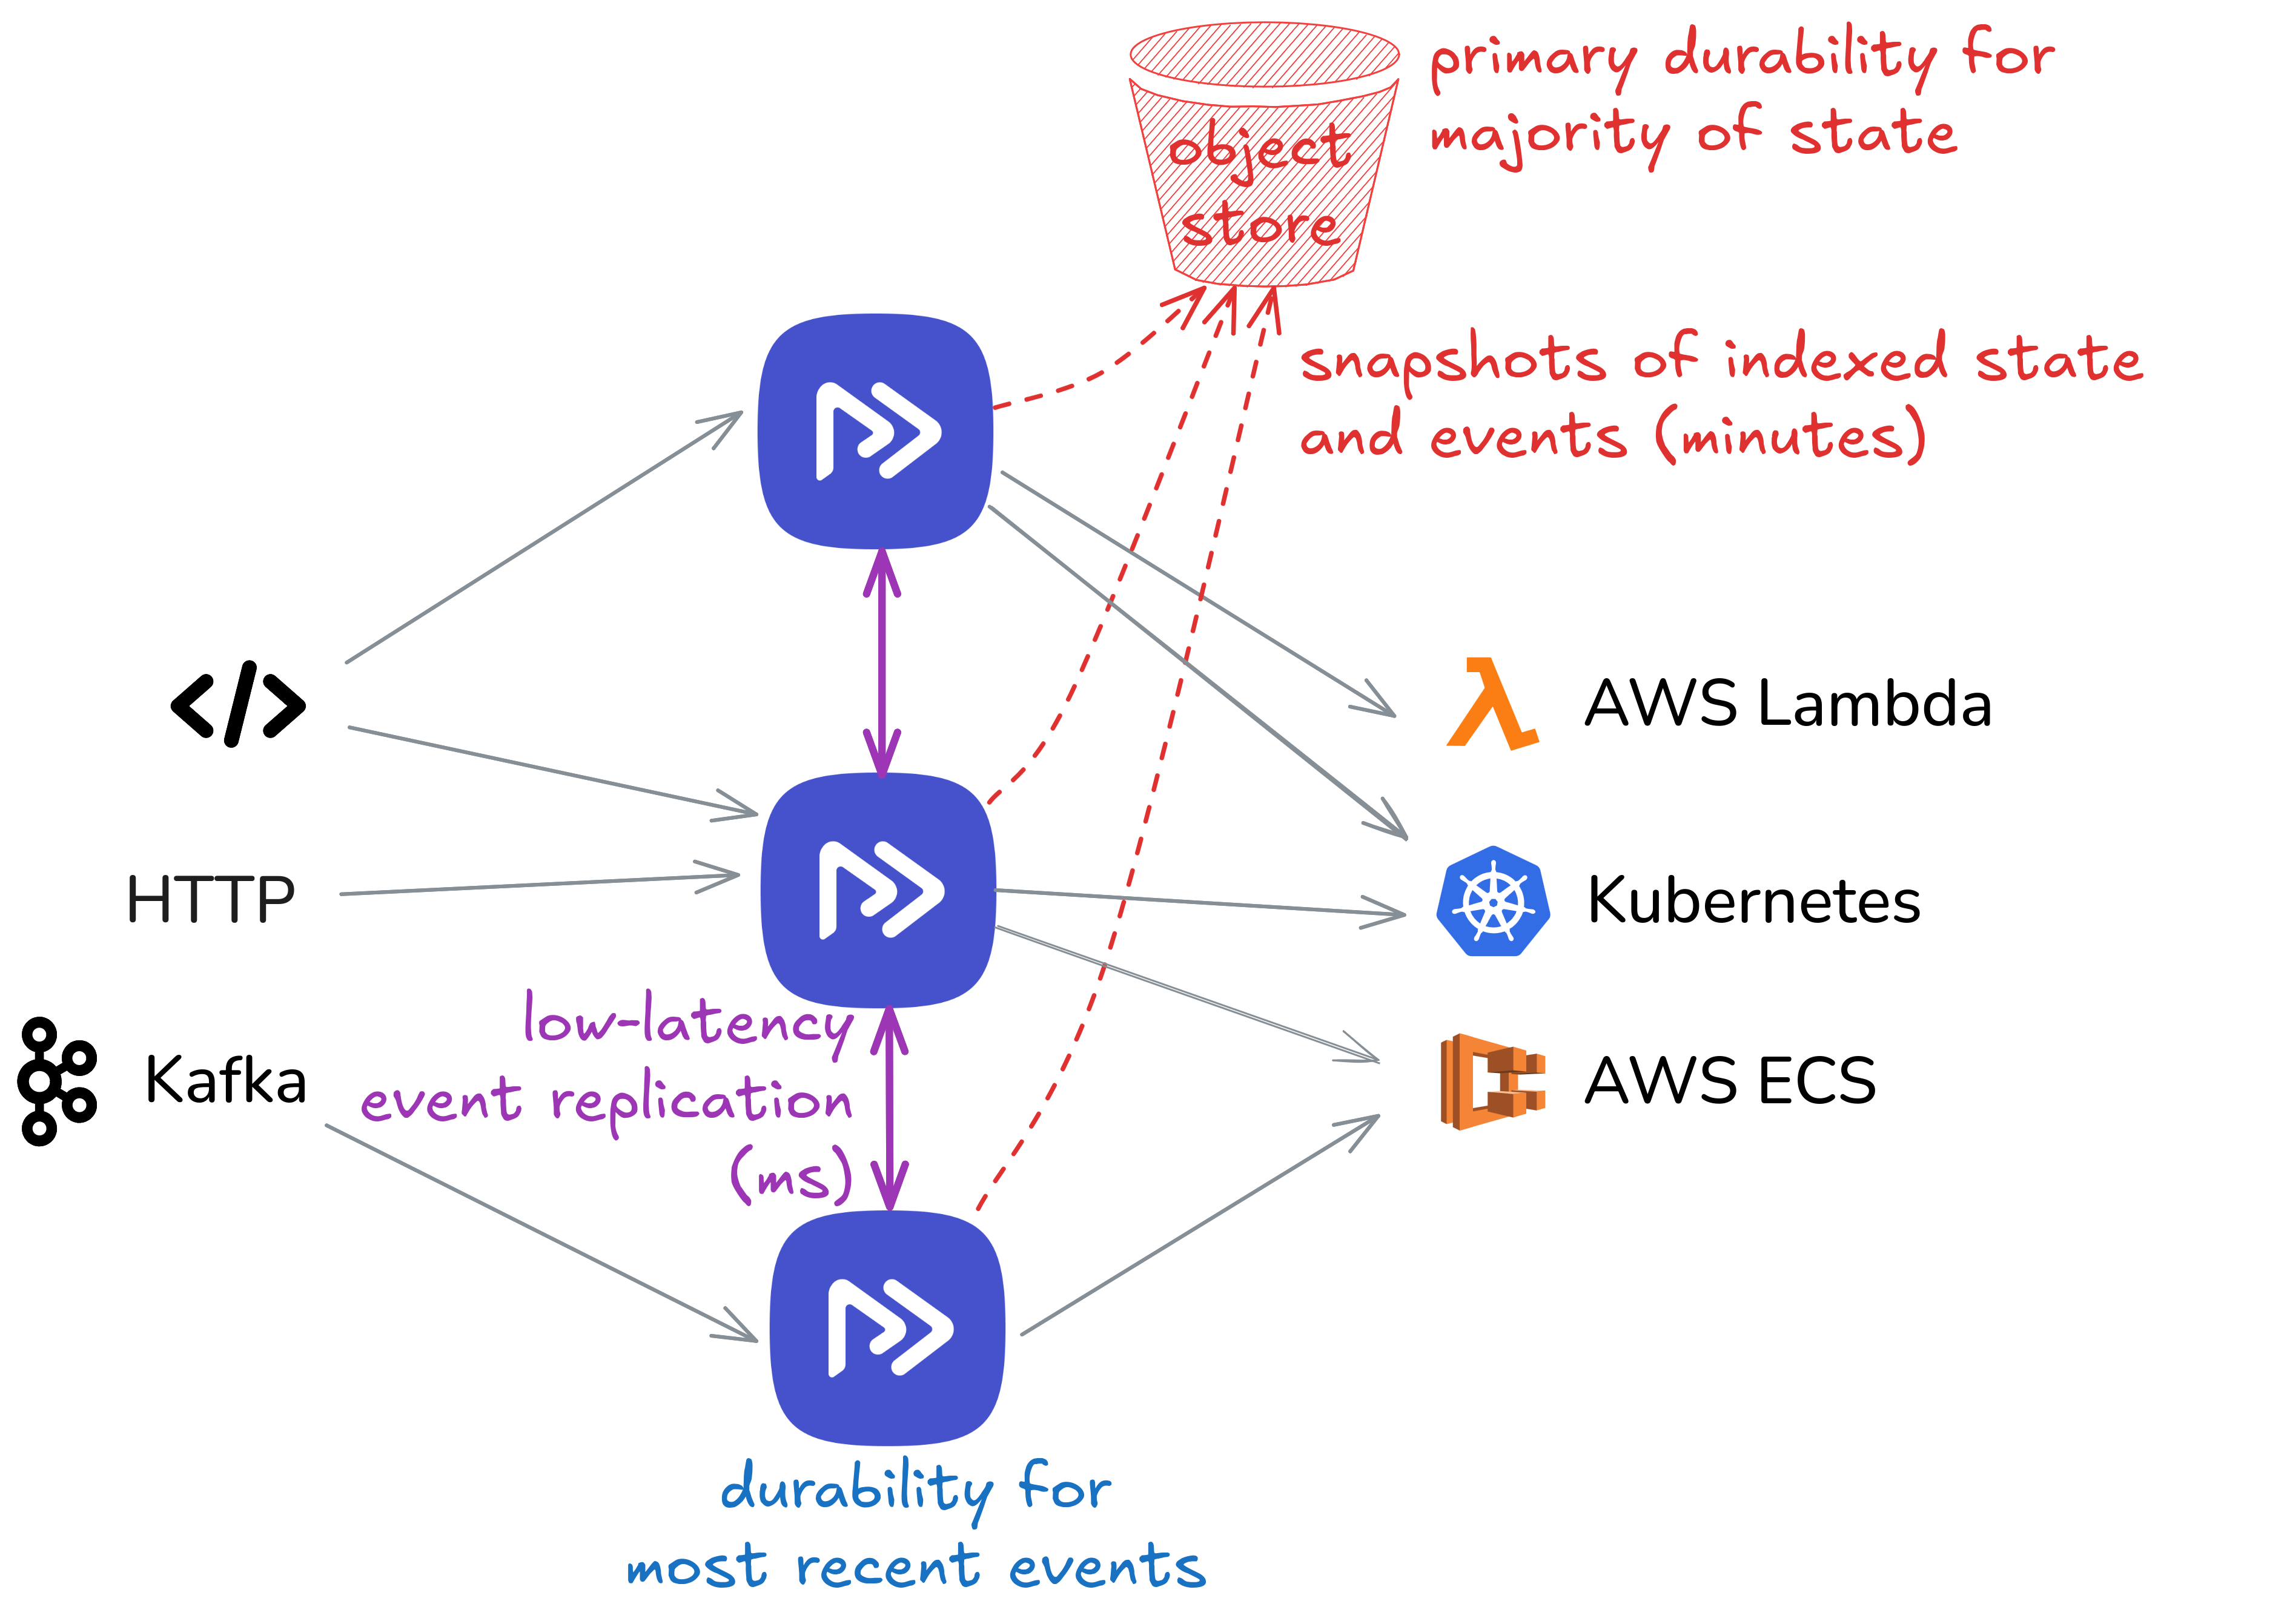 primary durability for
majority of state
object
store
snapshots of indexed state
and events (minutes)
</>
AWS Lambda
HTTP
Kubernetes
low-latency
event replication
(ms)
Kafka
AWS ECS
durability for
most recent events